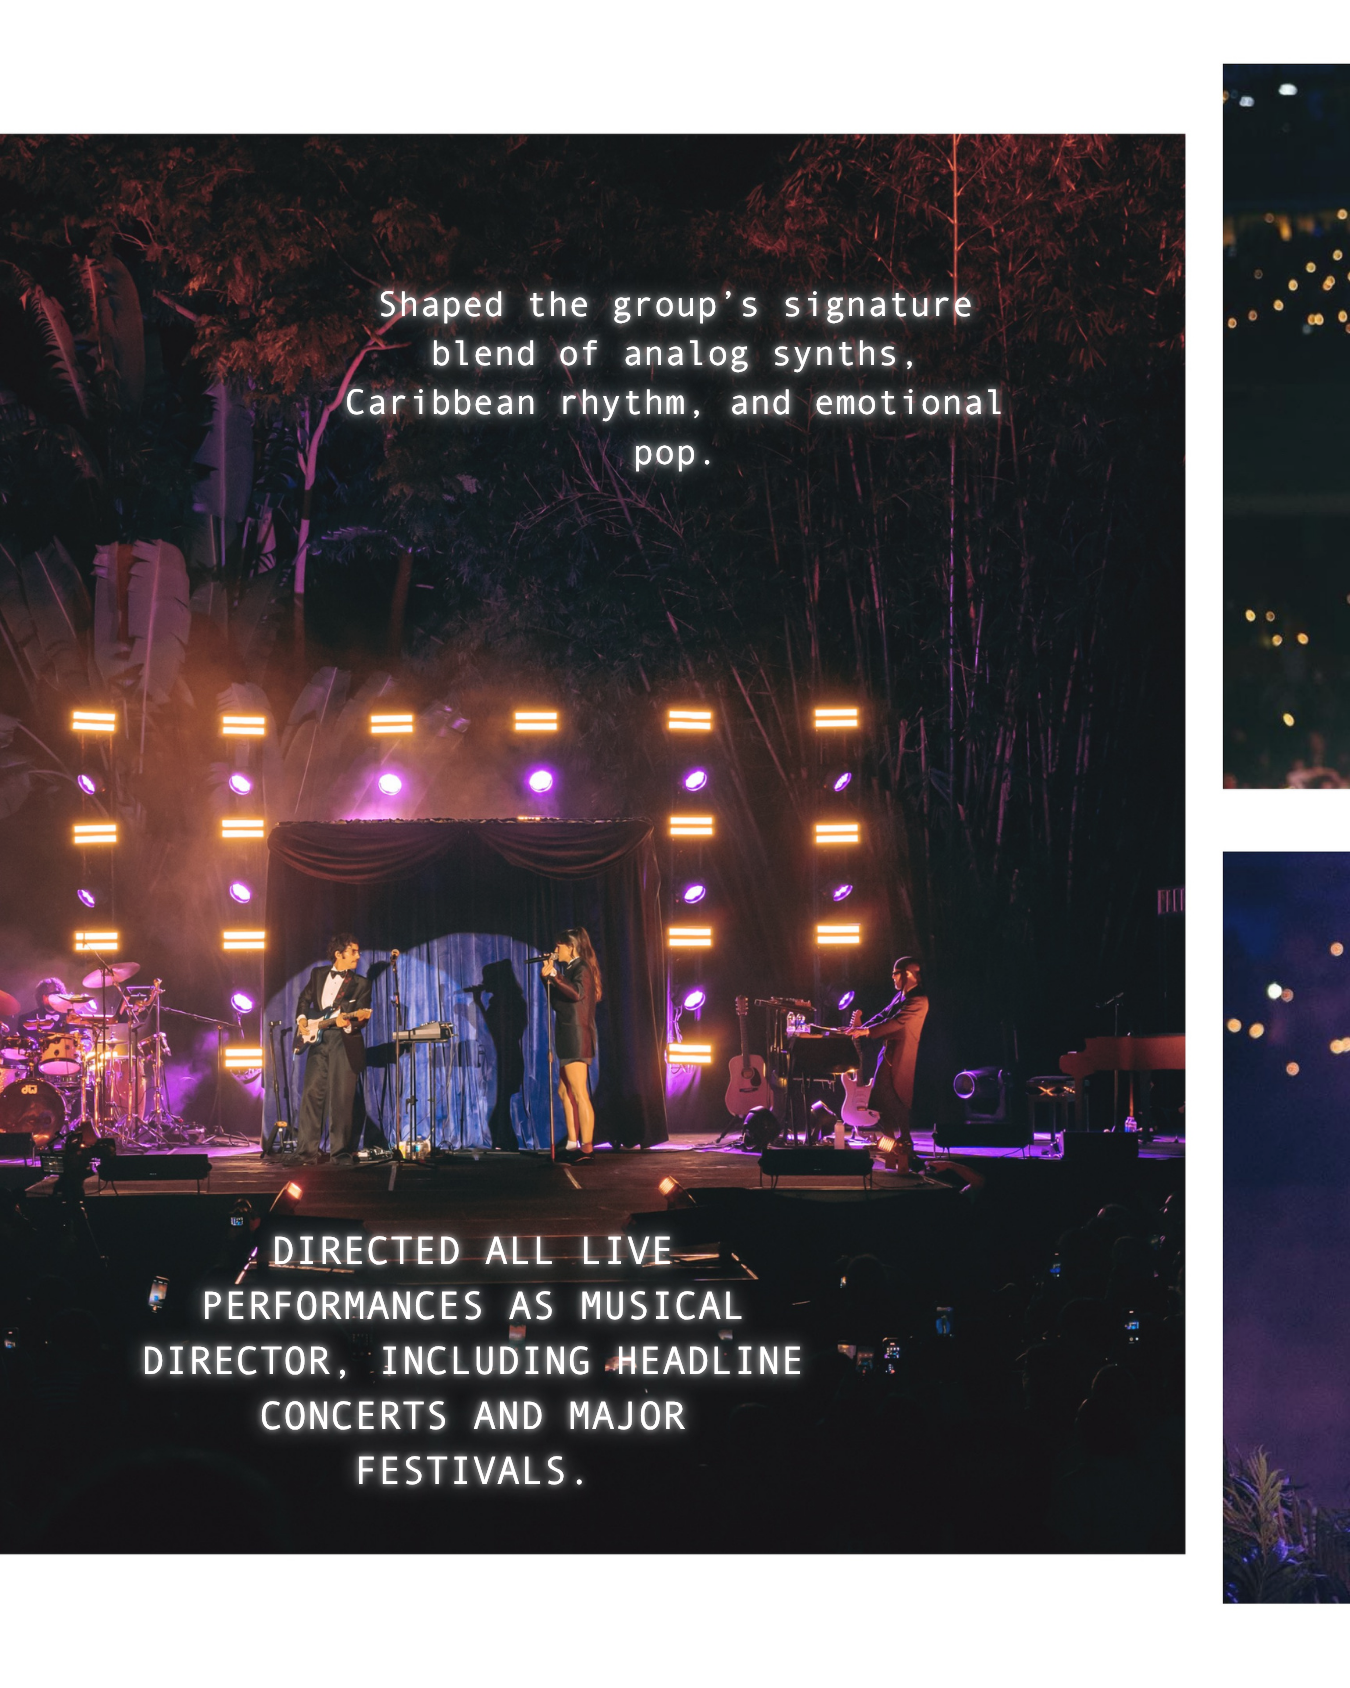 Shaped the group’s signature
blend of analog synths,
Caribbean rhythm, and emotional
pop.
dw
DIRECTED ALL LIVE
PERFORMANCES AS MUSICAL
DIRECTOR, INCLUDING HEADLINE
CONCERTS AND MAJOR
FESTIVALS.